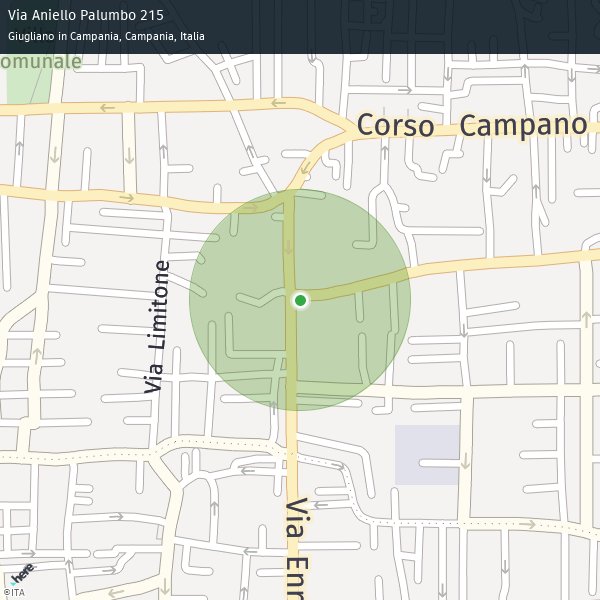 Via Aniello Palumbo 215
Giugliano in Campania, Campania, Italia
omunale
Corso Campano
Via Limitone
Via Enr
here
©ITA